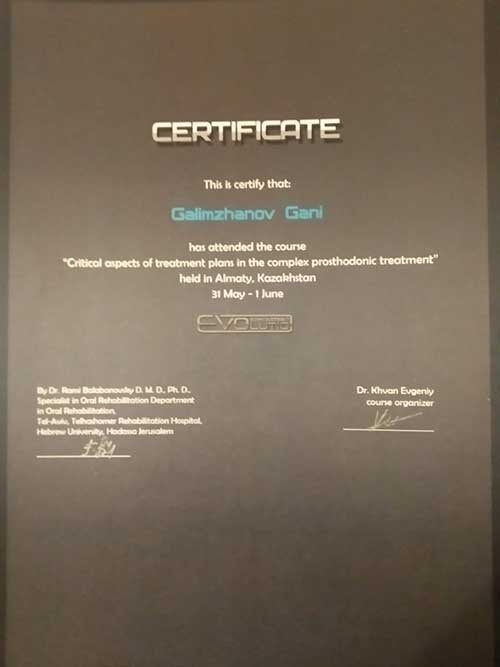 CERTIFICATE
This is certify that:
Galimzhanov Gani
has attended the course
"Critical aspects of treatment plans in the complex prosthodonic treatment"
held in Almaty, Kazakhstan
31 May - 1 June
EVO
By Dr. Rami Balabanovsky D. M. D., Ph. D.,
Specialist in Oral Rehabilitation Department
in Oral Rehabilitation,
Tel-Aviv, Telhashomer Rehabilitation Hospital,
Hebrew University, Hadassa Jerusalem
Dr. Khvan Evgeniy
course organizer